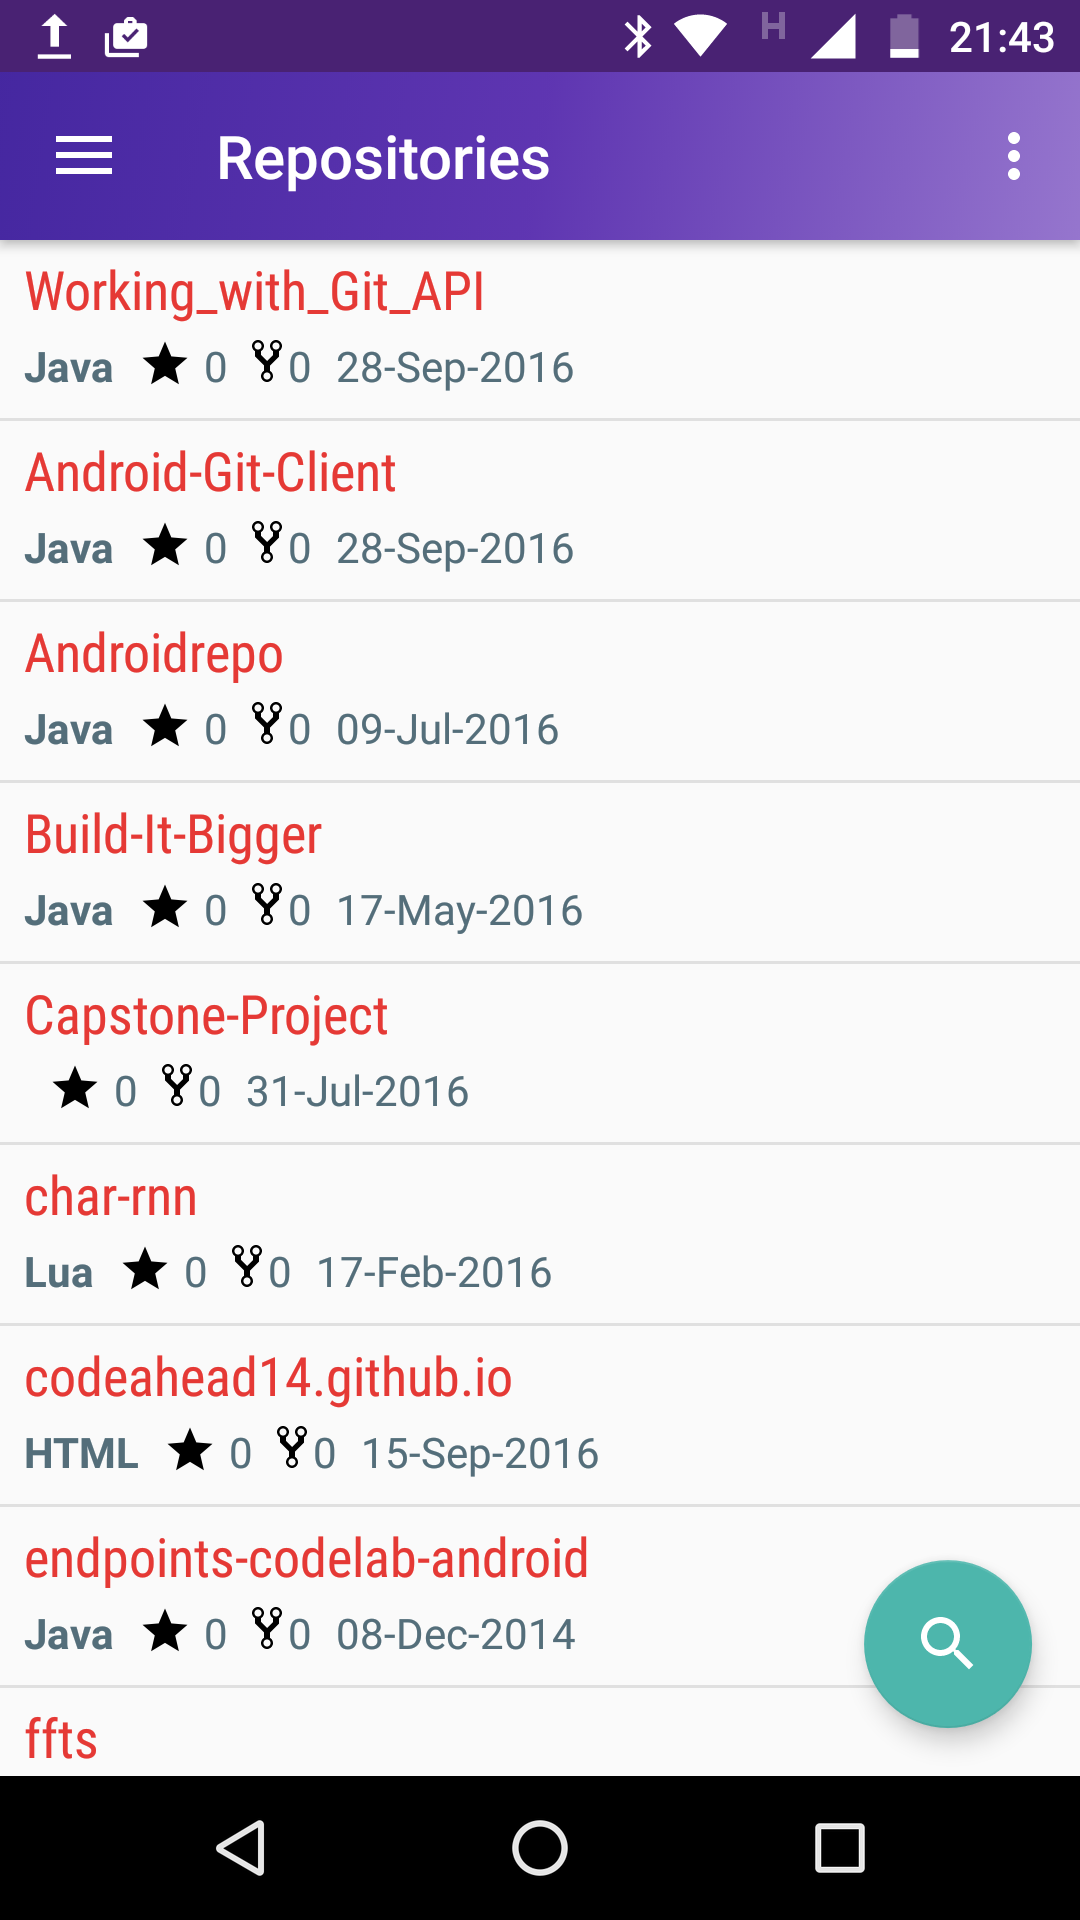 H 21:43
Repositories
Working_with_Git_API
Java 0 0 28-Sep-2016
Android-Git-Client
Java 0 0 28-Sep-2016
Androidrepo
Java 0 0 09-Jul-2016
Build-It-Bigger
Java 0 0 17-May-2016
Capstone-Project
0 0 31-Jul-2016
char-rnn
Lua 0 0 17-Feb-2016
codeahead14.github.io
HTML 0 0 15-Sep-2016
endpoints-codelab-android
Java 0 0 08-Dec-2014
ffts